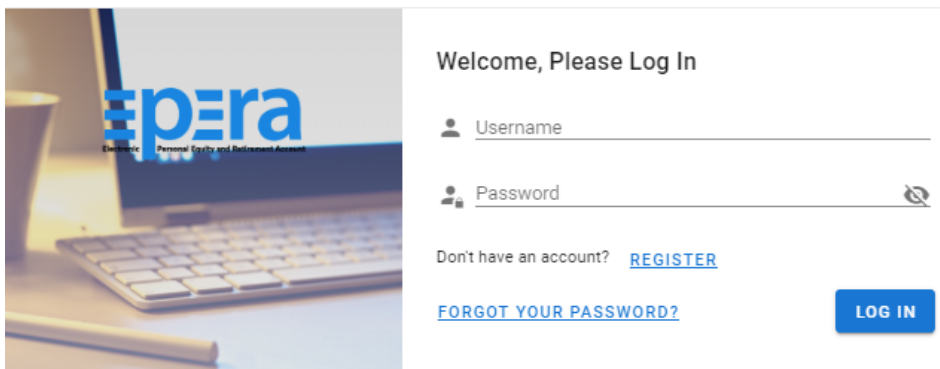 epera
Electronic Personal Equity and Retirement Account
Welcome, Please Log In
Username
Password
Don't have an account? REGISTER
FORGOT YOUR PASSWORD? LOG IN